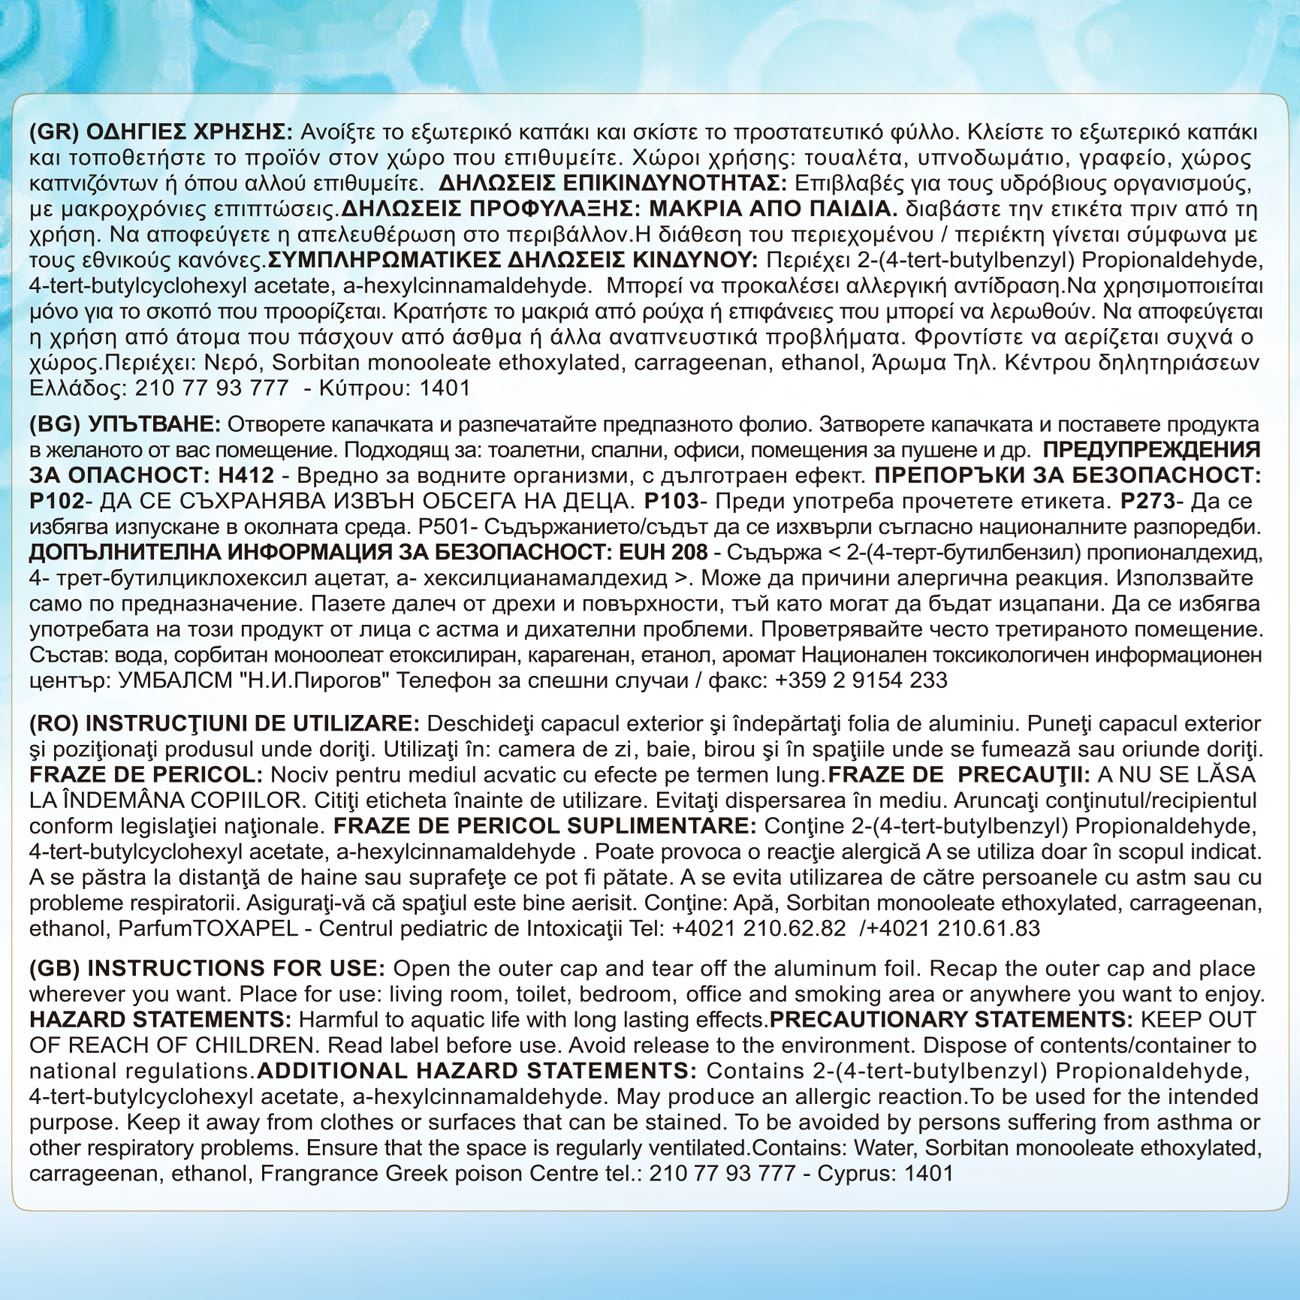 (GR) ΟΔΗΓΙΕΣ ΧΡΗΣΗΣ: Ανοίξτε το εξωτερικό καπάκι και σκίστε το προστατευτικό φύλλο. Κλείστε το εξωτερικό καπάκι
και τοποθετήστε το προϊόν στον χώρο που επιθυμείτε. Χώροι χρήσης: τουαλέτα, υπνοδωμάτιο, γραφείο, χώρος
καπνιζόντων ή όπου αλλού επιθυμείτε. ΔΗΛΩΣΕΙΣ ΕΠΙΚΙΝΔΥΝΟΤΗΤΑΣ: Επιβλαβές για τους υδρόβιους οργανισμούς,
με μακροχρόνιες επιπτώσεις.ΔΗΛΩΣΕΙΣ ΠΡΟΦΥΛΑΞΗΣ: ΜΑΚΡΙΑ ΑΠΟ ΠΑΙΔΙΑ. διαβάστε την ετικέτα πριν από τη
χρήση. Να αποφεύγετε η απελευθέρωση στο περιβάλλον.Η διάθεση του περιεχομένου / περιέκτη γίνεται σύμφωνα με
τους εθνικούς κανόνες.ΣΥΜΠΛΗΡΩΜΑΤΙΚΕΣ ΔΗΛΩΣΕΙΣ ΚΙΝΔΥΝΟΥ: Περιέχει 2-(4-tert-butylbenzyl) Propionaldehyde,
4-tert-butylcyclohexyl acetate, a-hexylcinnamaldehyde. Μπορεί να προκαλέσει αλλεργική αντίδραση.Να χρησιμοποιείται
μόνο για το σκοπό που προορίζεται. Κρατήστε το μακριά από ρούχα ή επιφάνειες που μπορεί να λερωθούν. Να αποφεύγεται
η χρήση από άτομα που πάσχουν από άσθμα ή άλλα αναπνευστικά προβλήματα. Φροντίστε να αερίζεται συχνά ο
χώρος.Περιέχει: Νερό, Sorbitan monooleate ethoxylated, carrageenan, ethanol, Άρωμα Τηλ. Κέντρου δηλητηριάσεων
Ελλάδος: 210 77 93 777 - Κύπρου: 1401
(BG) УПЪТВАНЕ: Отворете капачката и разпечатайте предпазното фолио. Затворете капачката и поставете продукта
в желаното от вас помещение. Подходящ за: тоалетни, спални, офиси, помещения за пушене и др. ПРЕДУПРЕЖДЕНИЯ
ЗА ОПАСНОСТ: H412 - Вредно за водните организми, с дълготраен ефект. ПРЕПОРЪКИ ЗА БЕЗОПАСНОСТ:
P102- ДА СЕ СЪХРАНЯВА ИЗВЪН ОБСЕГА НА ДЕЦА. P103- Преди употреба прочетете етикета. P273- Да се
избягва изпускане в околната среда. P501- Съдържанието/съдът да се изхвърли съгласно националните разпоредби.
ДОПЪЛНИТЕЛНА ИНФОРМАЦИЯ ЗА БЕЗОПАСНОСТ: EUH 208 - Съдържа < 2-(4-терт-бутилбензил) пропионалдехид,
4- трет-бутилциклохексил ацетат, а- хексилцианамалдехид >. Може да причини алергична реакция. Използвайте
само по предназначение. Пазете далеч от дрехи и повърхности, тъй като могат да бъдат изцапани. Да се избягва
употребата на този продукт от лица с астма и дихателни проблеми. Проветрявайте често третираното помещение.
Състав: вода, сорбитан моноолеат етоксилиран, карагенан, етанол, аромат Национален токсикологичен информационен
център: УМБАЛСМ "Н.И.Пирогов" Телефон за спешни случаи / факс: +359 2 9154 233
(RO) INSTRUCŢIUNI DE UTILIZARE: Deschideţi capacul exterior şi îndepărtaţi folia de aluminiu. Puneţi capacul exterior
şi poziţionaţi produsul unde doriţi. Utilizaţi în: camera de zi, baie, birou şi în spaţiile unde se fumează sau oriunde doriţi.
FRAZE DE PERICOL: Nociv pentru mediul acvatic cu efecte pe termen lung.FRAZE DE PRECAUŢII: A NU SE LĂSA
LA ÎNDEMÂNA COPIILOR. Citiţi eticheta înainte de utilizare. Evitaţi dispersarea în mediu. Aruncaţi conţinutul/recipientul
conform legislaţiei naţionale. FRAZE DE PERICOL SUPLIMENTARE: Conţine 2-(4-tert-butylbenzyl) Propionaldehyde,
4-tert-butylcyclohexyl acetate, a-hexylcinnamaldehyde . Poate provoca o reacţie alergică A se utiliza doar în scopul indicat.
A se păstra la distanţă de haine sau suprafeţe ce pot fi pătate. A se evita utilizarea de către persoanele cu astm sau cu
probleme respiratorii. Asiguraţi-vă că spaţiul este bine aerisit. Conţine: Apă, Sorbitan monooleate ethoxylated, carrageenan,
ethanol, ParfumTOXAPEL - Centrul pediatric de Intoxicaţii Tel: +4021 210.62.82 /+4021 210.61.83
(GB) INSTRUCTIONS FOR USE: Open the outer cap and tear off the aluminum foil. Recap the outer cap and place
wherever you want. Place for use: living room, toilet, bedroom, office and smoking area or anywhere you want to enjoy.
HAZARD STATEMENTS: Harmful to aquatic life with long lasting effects.PRECAUTIONARY STATEMENTS: KEEP OUT
OF REACH OF CHILDREN. Read label before use. Avoid release to the environment. Dispose of contents/container to
national regulations.ADDITIONAL HAZARD STATEMENTS: Contains 2-(4-tert-butylbenzyl) Propionaldehyde,
4-tert-butylcyclohexyl acetate, a-hexylcinnamaldehyde. May produce an allergic reaction.To be used for the intended
purpose. Keep it away from clothes or surfaces that can be stained. To be avoided by persons suffering from asthma or
other respiratory problems. Ensure that the space is regularly ventilated.Contains: Water, Sorbitan monooleate ethoxylated,
carrageenan, ethanol, Frangrance Greek poison Centre tel.: 210 77 93 777 - Cyprus: 1401